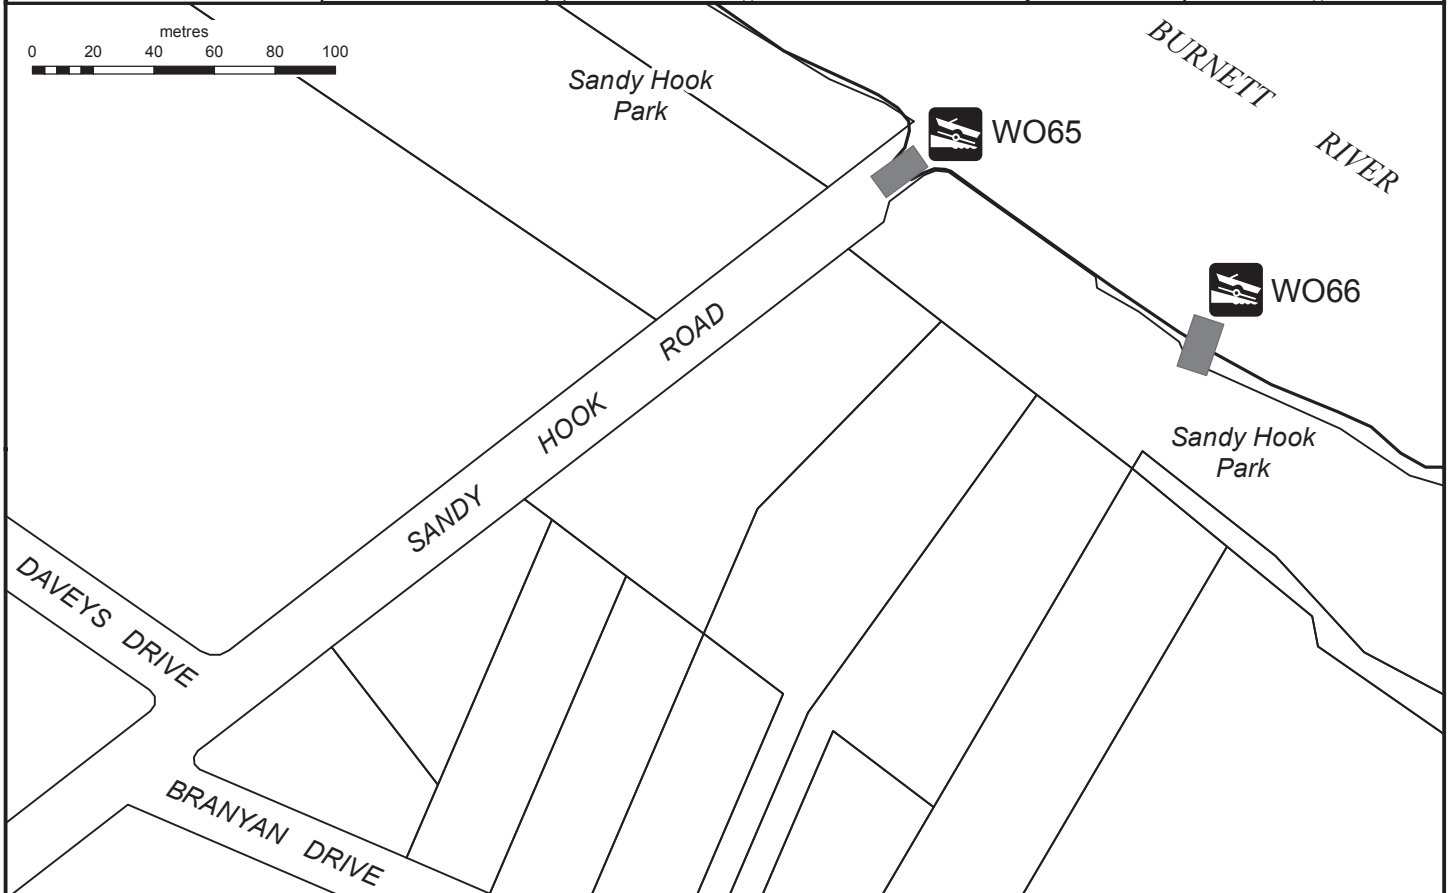 metres
0 20 40 60 80 100
Sandy Hook
Park
BURNETT
RIVER
WO65
WO66
Sandy Hook
Park
SANDY HOOK ROAD
DAVEYS DRIVE
BRANYAN DRIVE